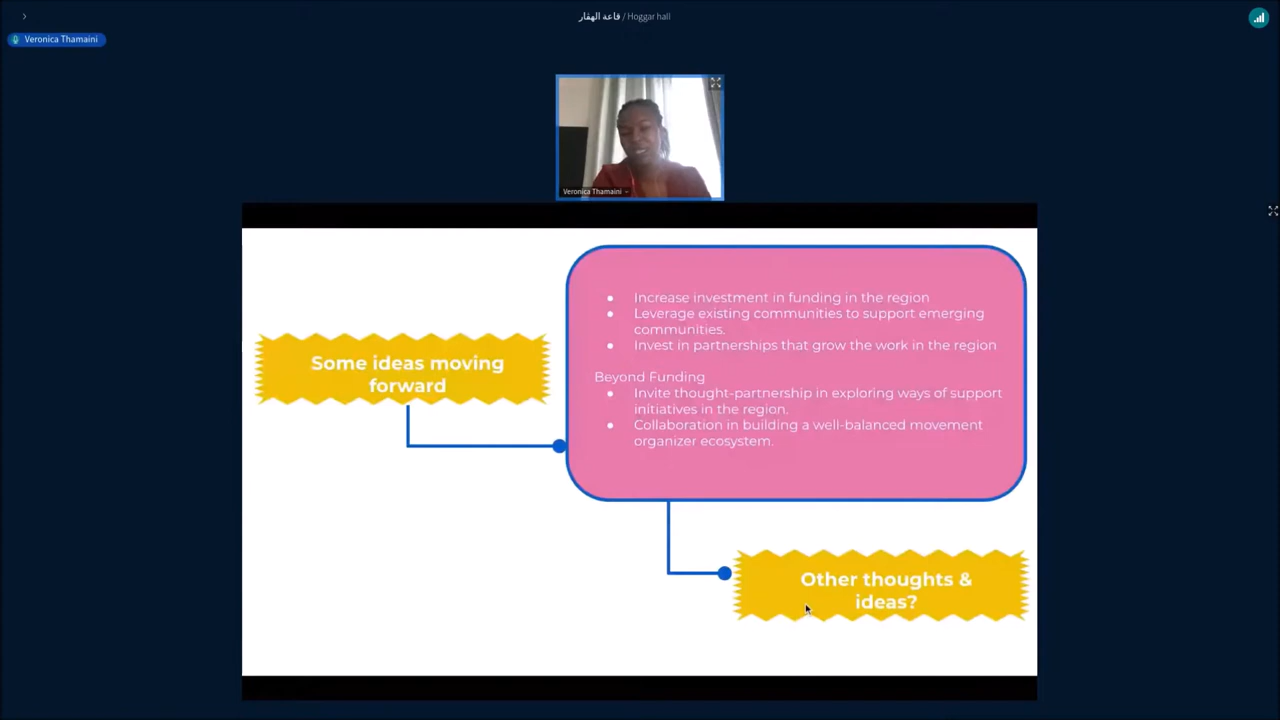 قاعة الهڨار / Hoggar hall
Veronica Thamaini
Veronica Thamaini
Some ideas moving
forward
● Increase investment in funding in the region
● Leverage existing communities to support emerging
communities.
● Invest in partnerships that grow the work in the region
Beyond Funding
● Invite thought-partnership in exploring ways of support
initiatives in the region.
● Collaboration in building a well-balanced movement
organizer ecosystem.
Other thoughts &
ideas?